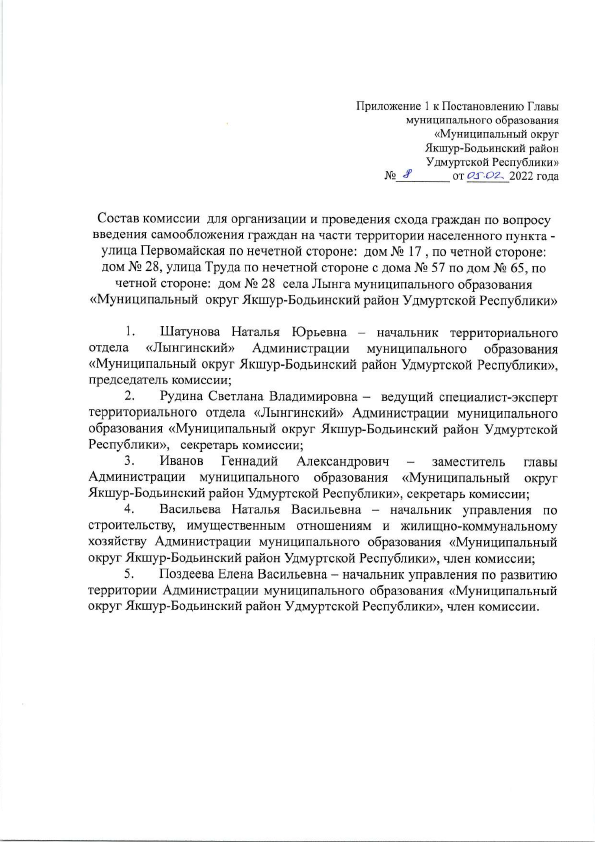 Приложение 1 к Постановлению Главы
муниципального образования
«Муниципальный округ
Якшур-Бодьинский район
Удмуртской Республики»
№ 8 от 05.02. 2022 года
Состав комиссии для организации и проведения схода граждан по вопросу
введения самообложения граждан на части территории населенного пункта -
улица Первомайская по нечетной стороне: дом № 17 , по четной стороне:
дом № 28, улица Труда по нечетной стороне с дома № 57 по дом № 65, по
четной стороне: дом № 28 села Лынга муниципального образования
«Муниципальный округ Якшур-Бодьинский район Удмуртской Республики»
1. Шатунова Наталья Юрьевна – начальник территориального
отдела «Лынгинский» Администрации муниципального образования
«Муниципальный округ Якшур-Бодьинский район Удмуртской Республики»,
председатель комиссии;
2. Рудина Светлана Владимировна – ведущий специалист-эксперт
территориального отдела «Лынгинский» Администрации муниципального
образования «Муниципальный округ Якшур-Бодьинский район Удмуртской
Республики», секретарь комиссии;
3. Иванов Геннадий Александрович – заместитель главы
Администрации муниципального образования «Муниципальный округ
Якшур-Бодьинский район Удмуртской Республики», секретарь комиссии;
4. Васильева Наталья Васильевна – начальник управления по
строительству, имущественным отношениям и жилищно-коммунальному
хозяйству Администрации муниципального образования «Муниципальный
округ Якшур-Бодьинский район Удмуртской Республики», член комиссии;
5. Поздеева Елена Васильевна – начальник управления по развитию
территории Администрации муниципального образования «Муниципальный
округ Якшур-Бодьинский район Удмуртской Республики», член комиссии.